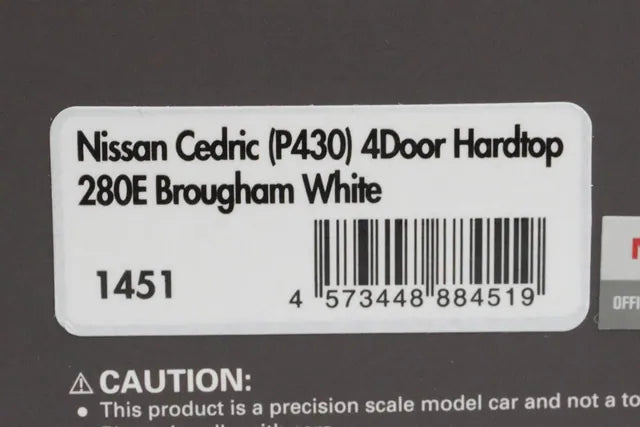 Nissan Cedric (P430) 4Door Hardtop
280E Brougham White
1451
4 573448 884519
OFFI
⚠ CAUTION:
• This product is a precision scale model car and not a to